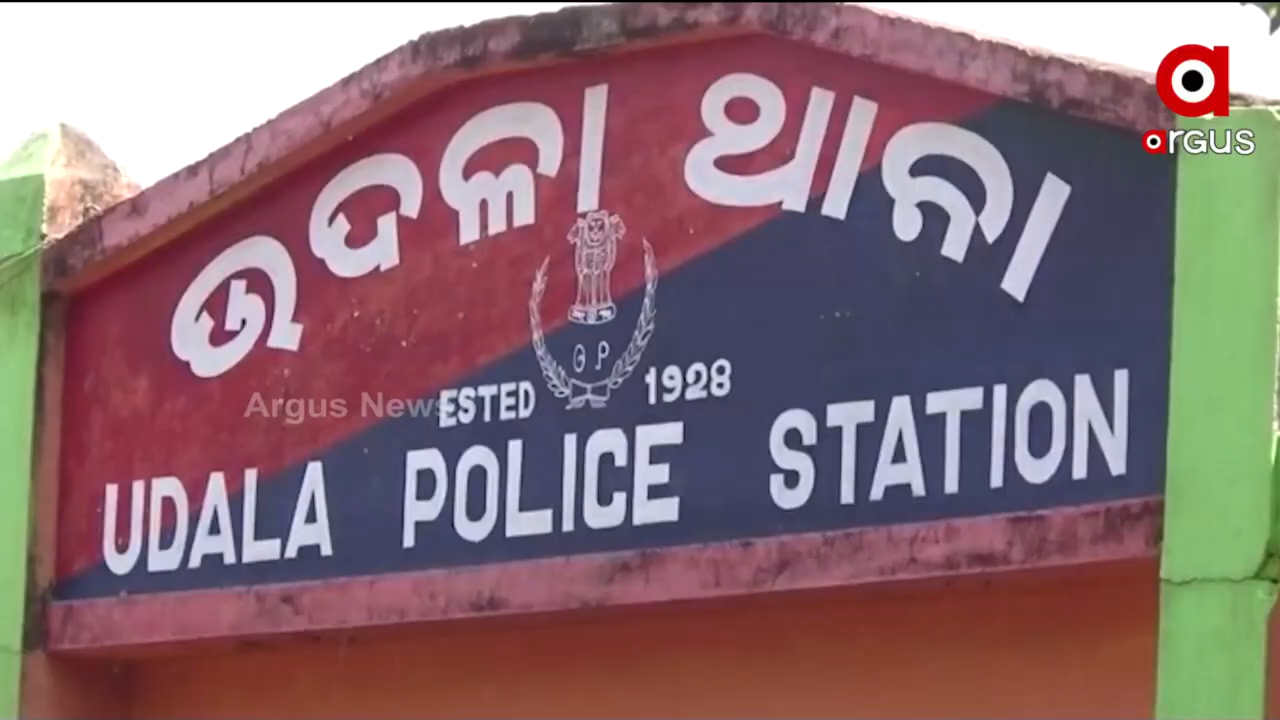 argus
ଉଦଳା ଥାନା
G P
ESTED 1928
Argus News
UDALA POLICE STATION